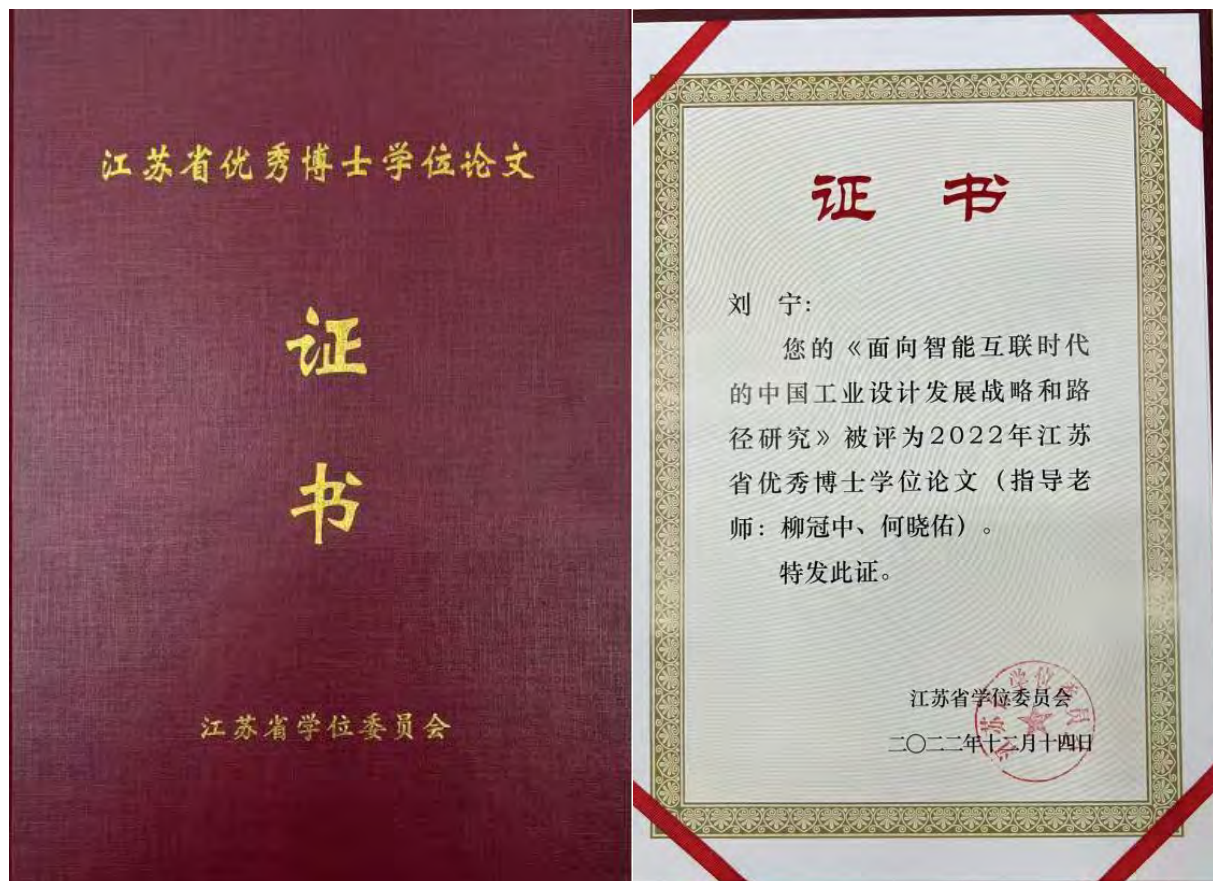 江苏省优秀博士学位论文
证
书
江苏省学位委员会
证 书
刘 宁：
您的《面向智能互联时代
的中国工业设计发展战略和路
径研究》被评为2022年江苏
省优秀博士学位论文（指导老
师：柳冠中、何晓佑）。
特发此证。
江苏省学位委员会
二〇二二年十二月十四日